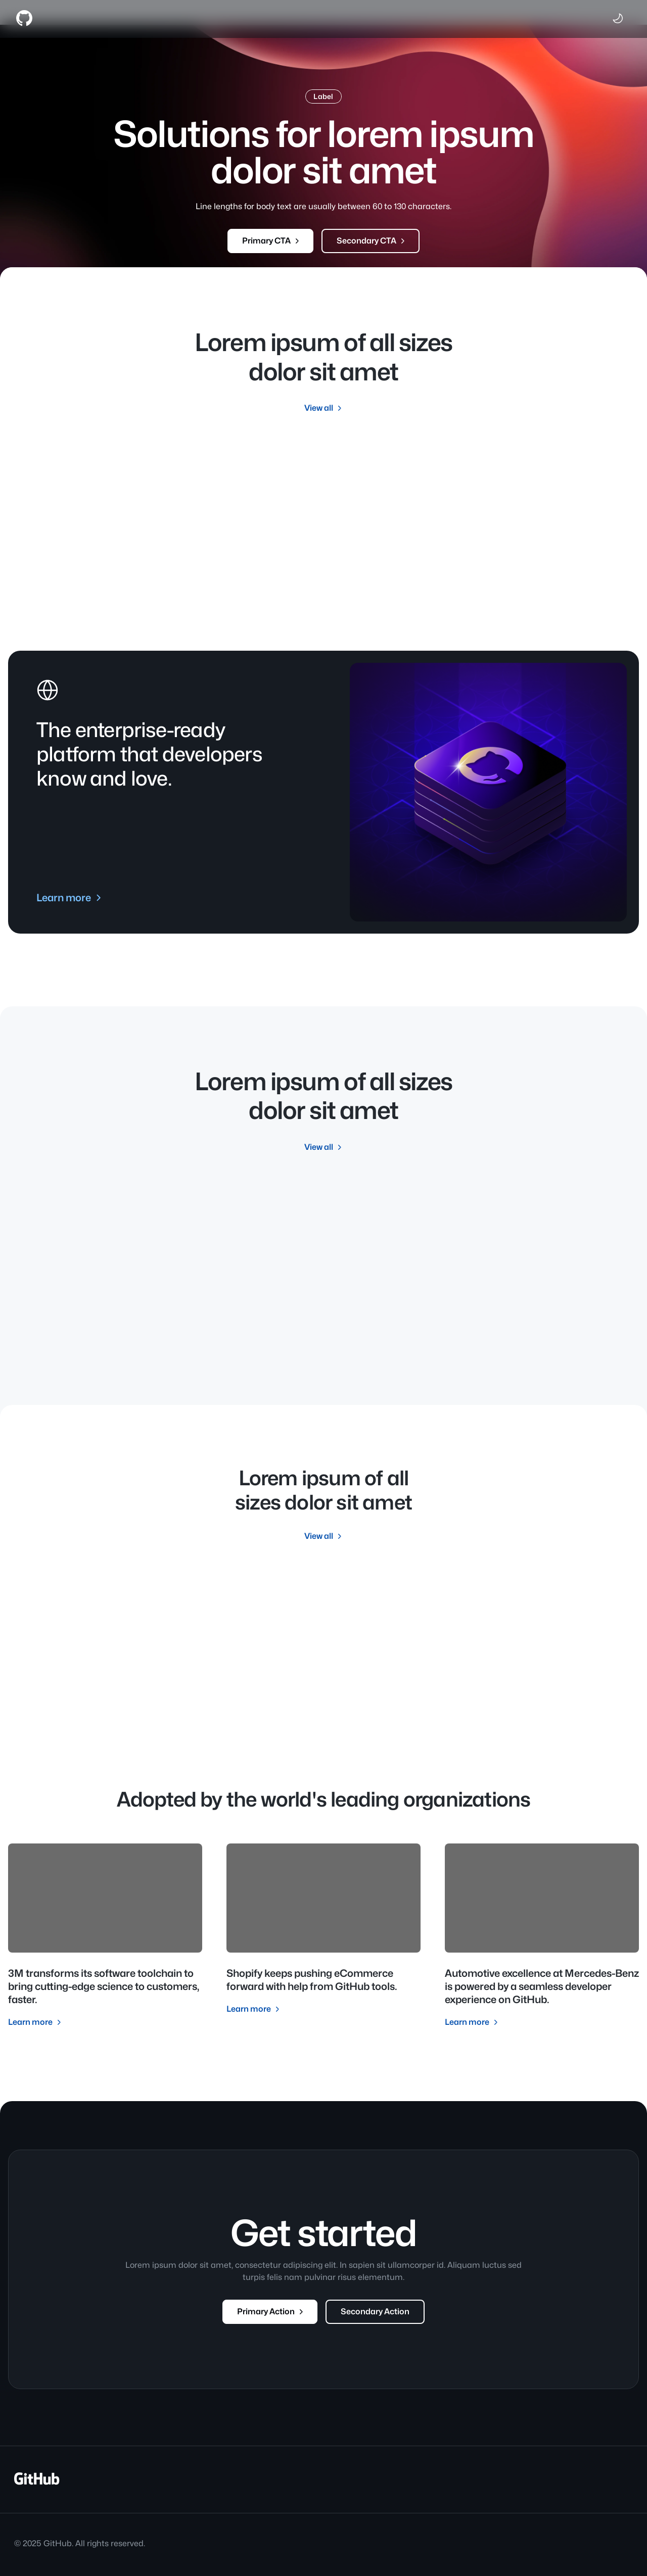 Label
Solutions for lorem ipsum
dolor sit amet
Line lengths for body text are usually between 60 to 130 characters.
Primary CTA
Secondary CTA
Lorem ipsum of all sizes
dolor sit amet
View all
The enterprise-ready
platform that developers
know and love.
Learn more
Lorem ipsum of all sizes
dolor sit amet
View all
Lorem ipsum of all
sizes dolor sit amet
View all
Adopted by the world's leading organizations
3M transforms its software toolchain to
bring cutting-edge science to customers,
faster.
Learn more
Shopify keeps pushing eCommerce
forward with help from GitHub tools.
Learn more
Automotive excellence at Mercedes-Benz
is powered by a seamless developer
experience on GitHub.
Learn more
Get started
Lorem ipsum dolor sit amet, consectetur adipiscing elit. In sapien sit ullamcorper id. Aliquam luctus sed
turpis felis nam pulvinar risus elementum.
Primary Action
Secondary Action
GitHub
© 2025 GitHub. All rights reserved.